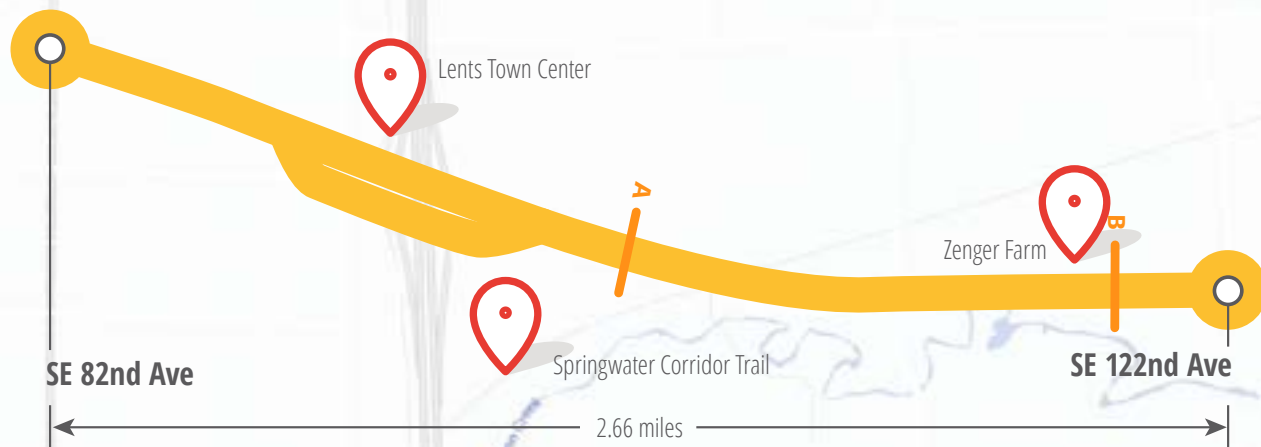 Lents Town Center
A
B
Zenger Farm
Springwater Corridor Trail
SE 82nd Ave
SE 122nd Ave
2.66 miles